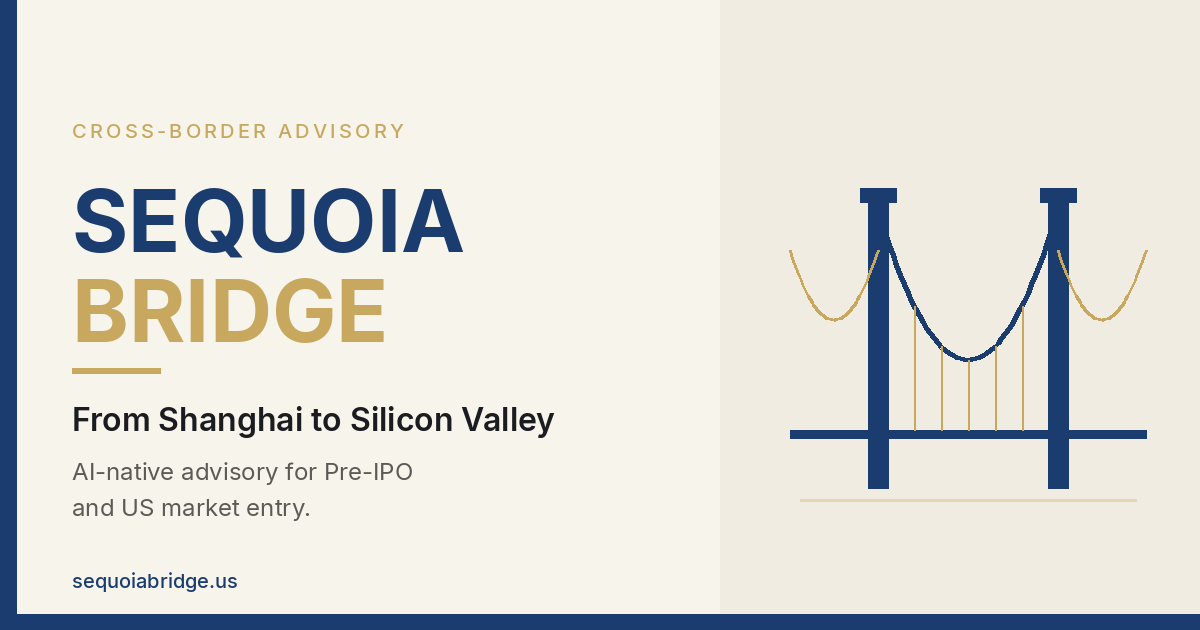 CROSS-BORDER ADVISORY
SEQUOIA
BRIDGE
From Shanghai to Silicon Valley
AI-native advisory for Pre-IPO
and US market entry.
sequoiabridge.us